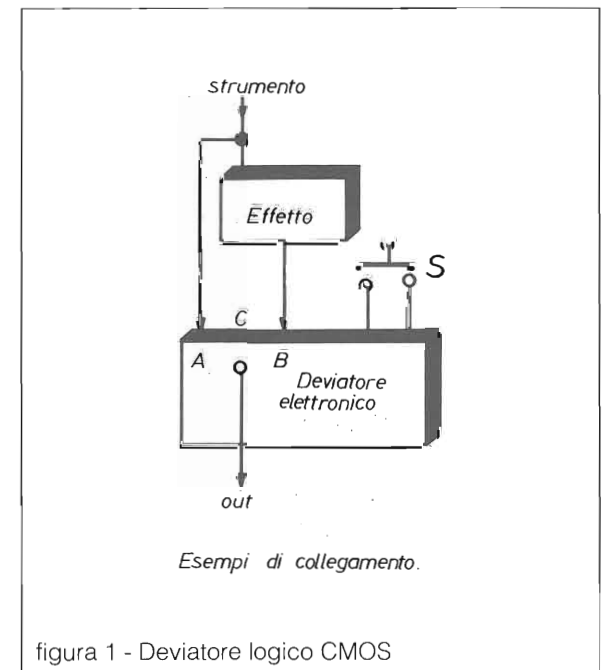 strumento
Effetto
S
C
A
B
Deviatore
elettronico
out
Esempi di collegamento.
figura 1 - Deviatore logico CMOS